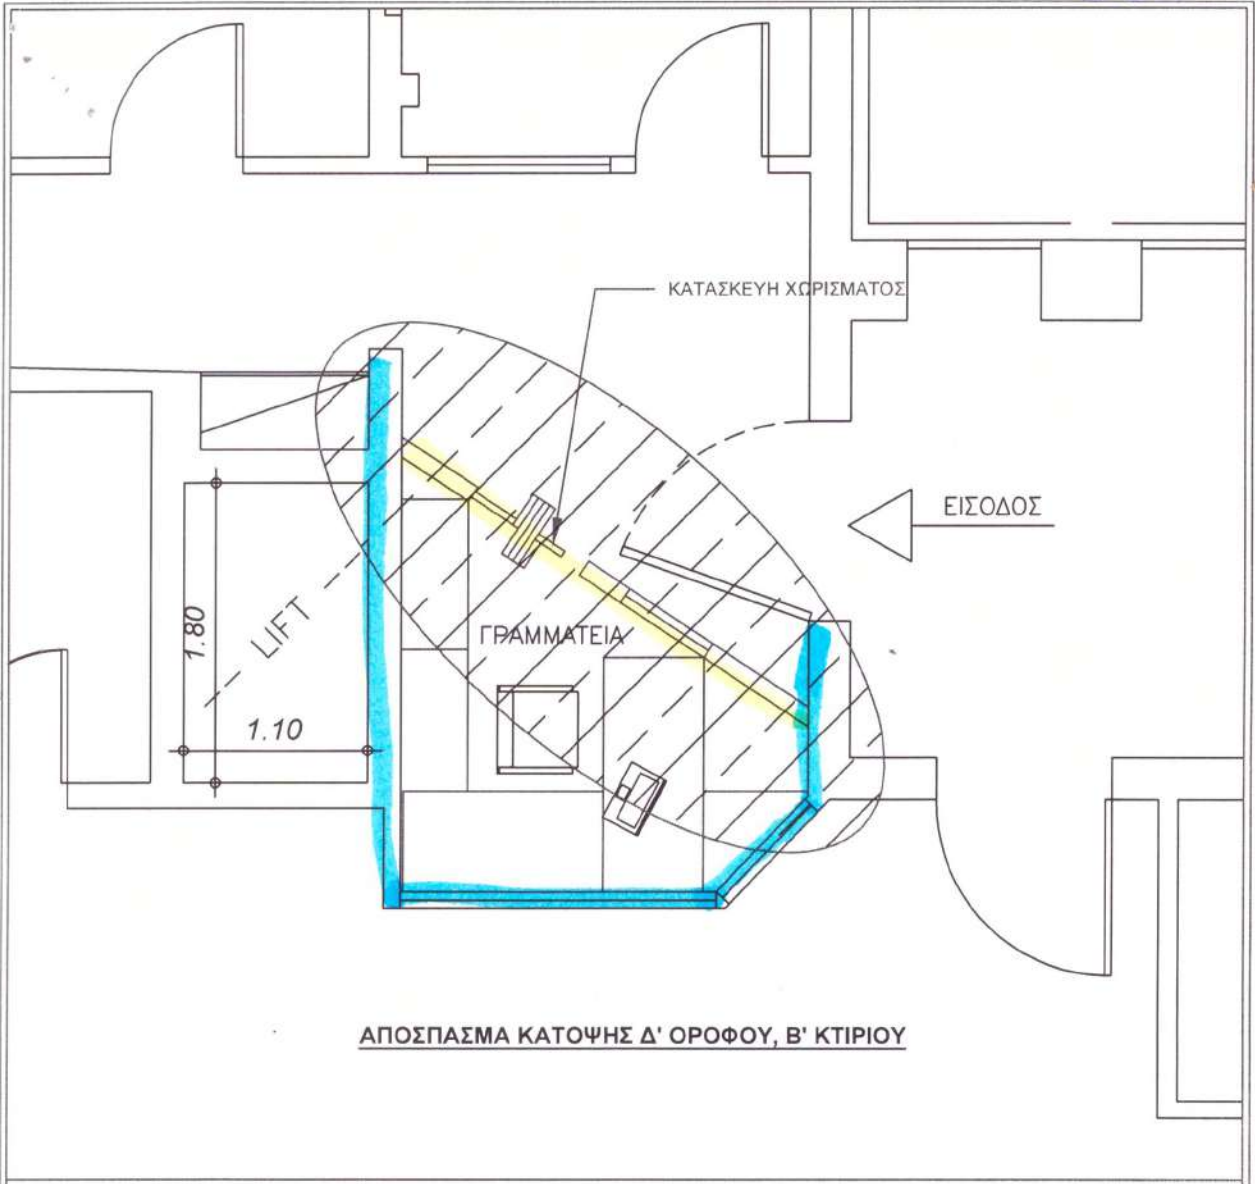 ΚΑΤΑΣΚΕΥΗ ΧΩΡΙΣΜΑΤΟΣ
ΕΙΣΟΔΟΣ
LIFT
1.80
ΓΡΑΜΜΑΤΕΙΑ
1.10
ΑΠΟΣΠΑΣΜΑ ΚΑΤΟΨΗΣ Δ' ΟΡΟΦΟΥ, Β' ΚΤΙΡΙΟΥ